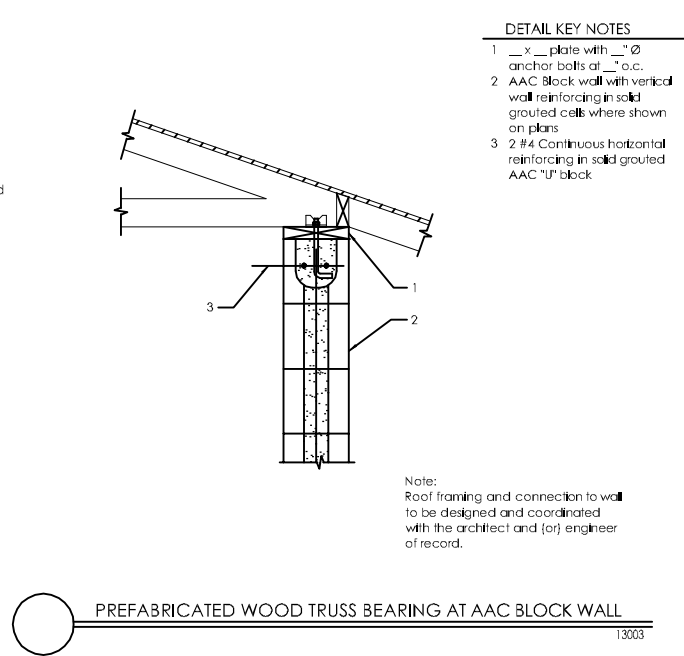 DETAIL KEY NOTES
1 __ x __ plate with __" Ø
anchor bolts at __" o.c.
2 AAC Block wall with vertical
wall reinforcing in solid
grouted cells where shown
on plans
3 2 #4 Continuous horizontal
reinforcing in solid grouted
AAC "U" block
d
1
3
2
Note:
Roof framing and connection to wall
to be designed and coordinated
with the architect and (or) engineer
of record.
PREFABRICATED WOOD TRUSS BEARING AT AAC BLOCK WALL
13003